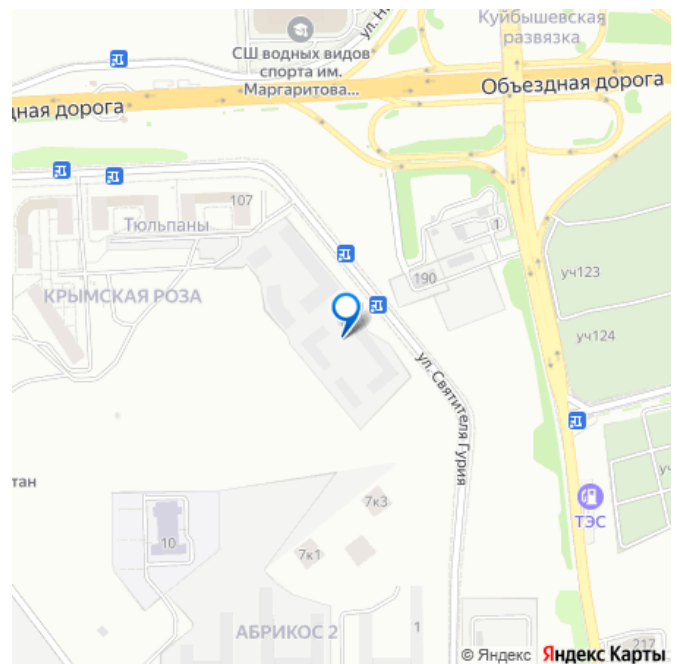 Куйбышевская
развязка
ул. Н
СШ водных видов
спорта им.
Маргаритова...
Объездная дорога
дная дорога
107
Тюльпаны
1
190
уч123
КРЫМСКАЯ РОЗА
уч124
ул. Святителя Гурия
тан
7к3
ТЭС
10
7к1
АБРИКОС 2
1
217
© Яндекс Яндекс Карты